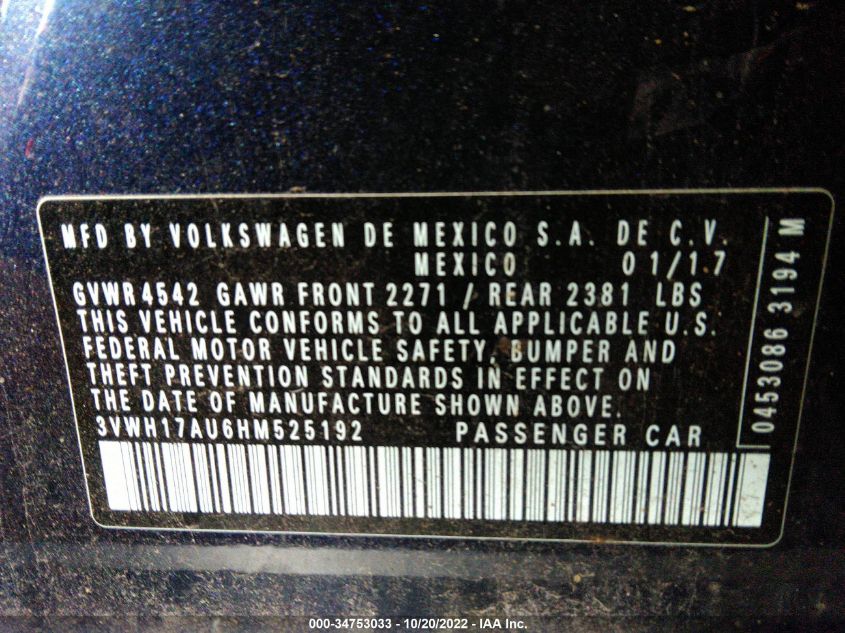 MFD BY VOLKSWAGEN DE MEXICO S.A. DE C.V.
MEXICO 01/17
GVWR 4542 GAWR FRONT 2271 / REAR 2381 LBS
THIS VEHICLE CONFORMS TO ALL APPLICABLE U.S.
FEDERAL MOTOR VEHICLE SAFETY, BUMPER AND
THEFT PREVENTION STANDARDS IN EFFECT ON
THE DATE OF MANUFACTURE SHOWN ABOVE.
3VWH17AU6HM525192 PASSENGER CAR
0453086 3194 M
000-34753033 - 10/20/2022 - IAA Inc.